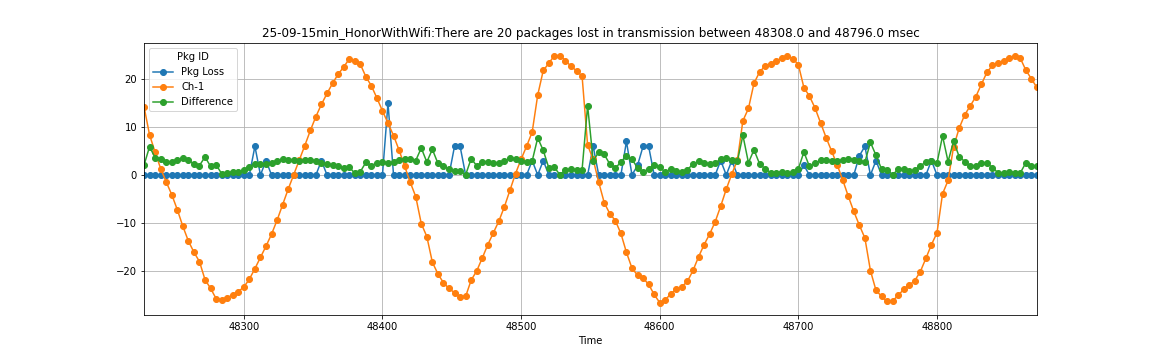 25-09-15min_HonorWithWifi:There are 20 packages lost in transmission between 48308.0 and 48796.0 msec
Pkg ID
Pkg Loss
Ch-1
Difference
20
10
0
−10
−20
48300 48400 48500 48600 48700 48800
Time